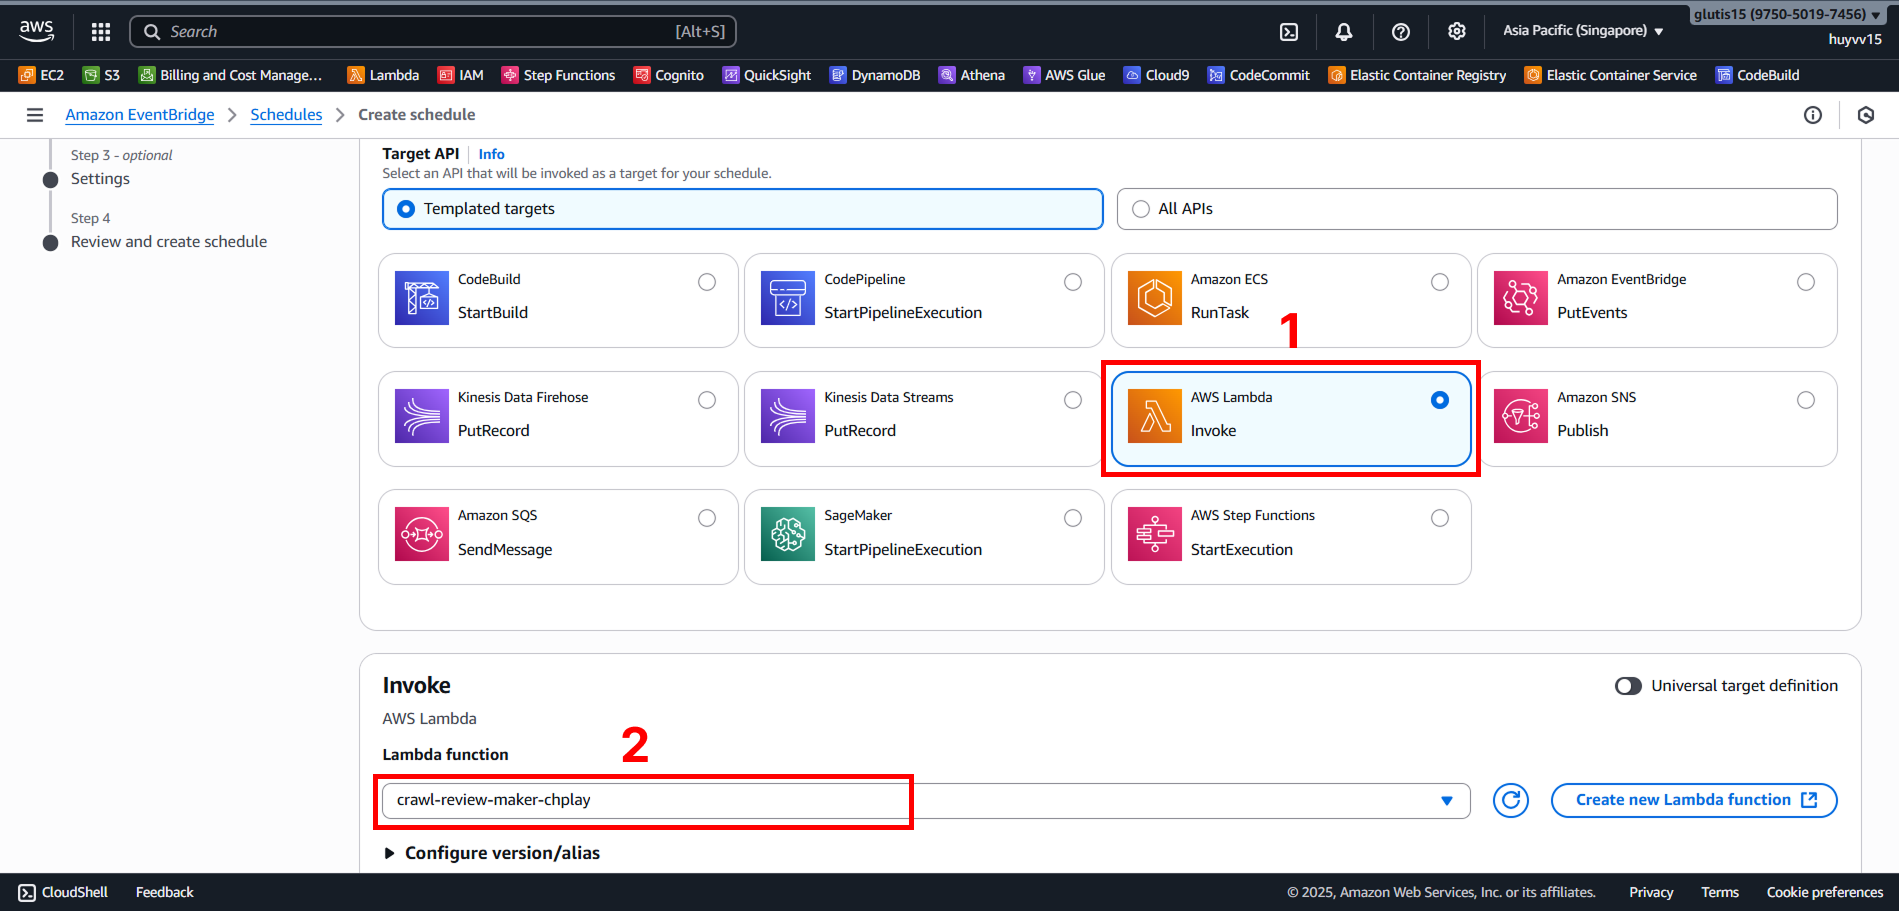 aws
Search [Alt+S]
Asia Pacific (Singapore) ▼
glutis15 (9750-5019-7456) ▼
huyvv15
EC2 S3 Billing and Cost Manage... Lambda IAM Step Functions Cognito QuickSight DynamoDB Athena AWS Glue Cloud9 CodeCommit Elastic Container Registry Elastic Container Service CodeBuild
Amazon EventBridge > Schedules > Create schedule
Step 3 - optional
Settings
Step 4
Review and create schedule
Target API Info
Select an API that will be invoked as a target for your schedule.
Templated targets
All APIs
CodeBuild
StartBuild
CodePipeline
StartPipelineExecution
Amazon ECS
RunTask
Amazon EventBridge
PutEvents
1
Kinesis Data Firehose
PutRecord
Kinesis Data Streams
PutRecord
AWS Lambda
Invoke
Amazon SNS
Publish
Amazon SQS
SendMessage
SageMaker
StartPipelineExecution
AWS Step Functions
StartExecution
Invoke
Universal target definition
AWS Lambda
2
Lambda function
crawl-review-maker-chplay
Create new Lambda function
Configure version/alias
CloudShell Feedback © 2025, Amazon Web Services, Inc. or its affiliates. Privacy Terms Cookie preferences